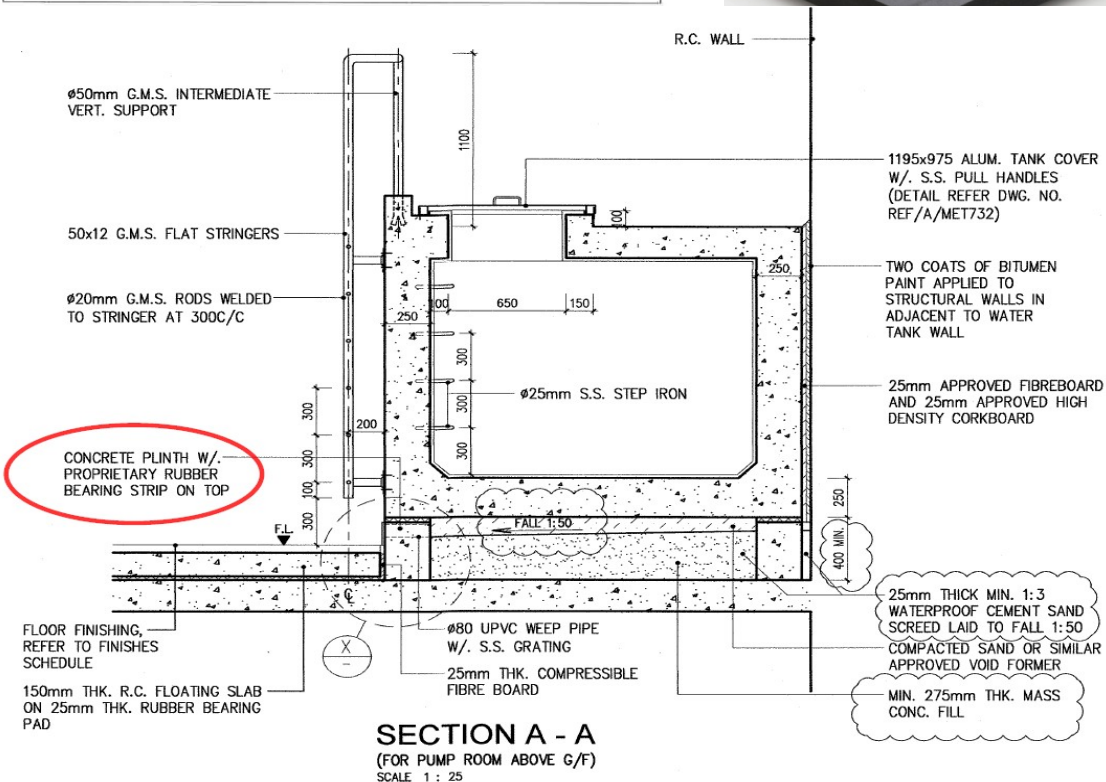 R.C. WALL
ø50mm G.M.S. INTERMEDIATE
VERT. SUPPORT
1100
1195x975 ALUM. TANK COVER
W/. S.S. PULL HANDLES
(DETAIL REFER DWG. NO.
REF/A/MET732)
100
50x12 G.M.S. FLAT STRINGERS
250
TWO COATS OF BITUMEN
PAINT APPLIED TO
STRUCTURAL WALLS IN
ADJACENT TO WATER
TANK WALL
ø20mm G.M.S. RODS WELDED
TO STRINGER AT 300C/C
100
650
150
250
300
300
300
ø25mm S.S. STEP IRON
25mm APPROVED FIBREBOARD
AND 25mm APPROVED HIGH
DENSITY CORKBOARD
300
200
300
100
300
CONCRETE PLINTH W/.
PROPRIETARY RUBBER
BEARING STRIP ON TOP
250
400 MIN.
F.L.
FALL 1:50
25mm THICK MIN. 1:3
WATERPROOF CEMENT SAND
SCREED LAID TO FALL 1:50
COMPACTED SAND OR SIMILAR
APPROVED VOID FORMER
MIN. 275mm THK. MASS
CONC. FILL
FLOOR FINISHING,
REFER TO FINISHES
SCHEDULE
150mm THK. R.C. FLOATING SLAB
ON 25mm THK. RUBBER BEARING
PAD
X
-
ø80 UPVC WEEP PIPE
W/. S.S. GRATING
25mm THK. COMPRESSIBLE
FIBRE BOARD
SECTION A - A
(FOR PUMP ROOM ABOVE G/F)
SCALE 1 : 25